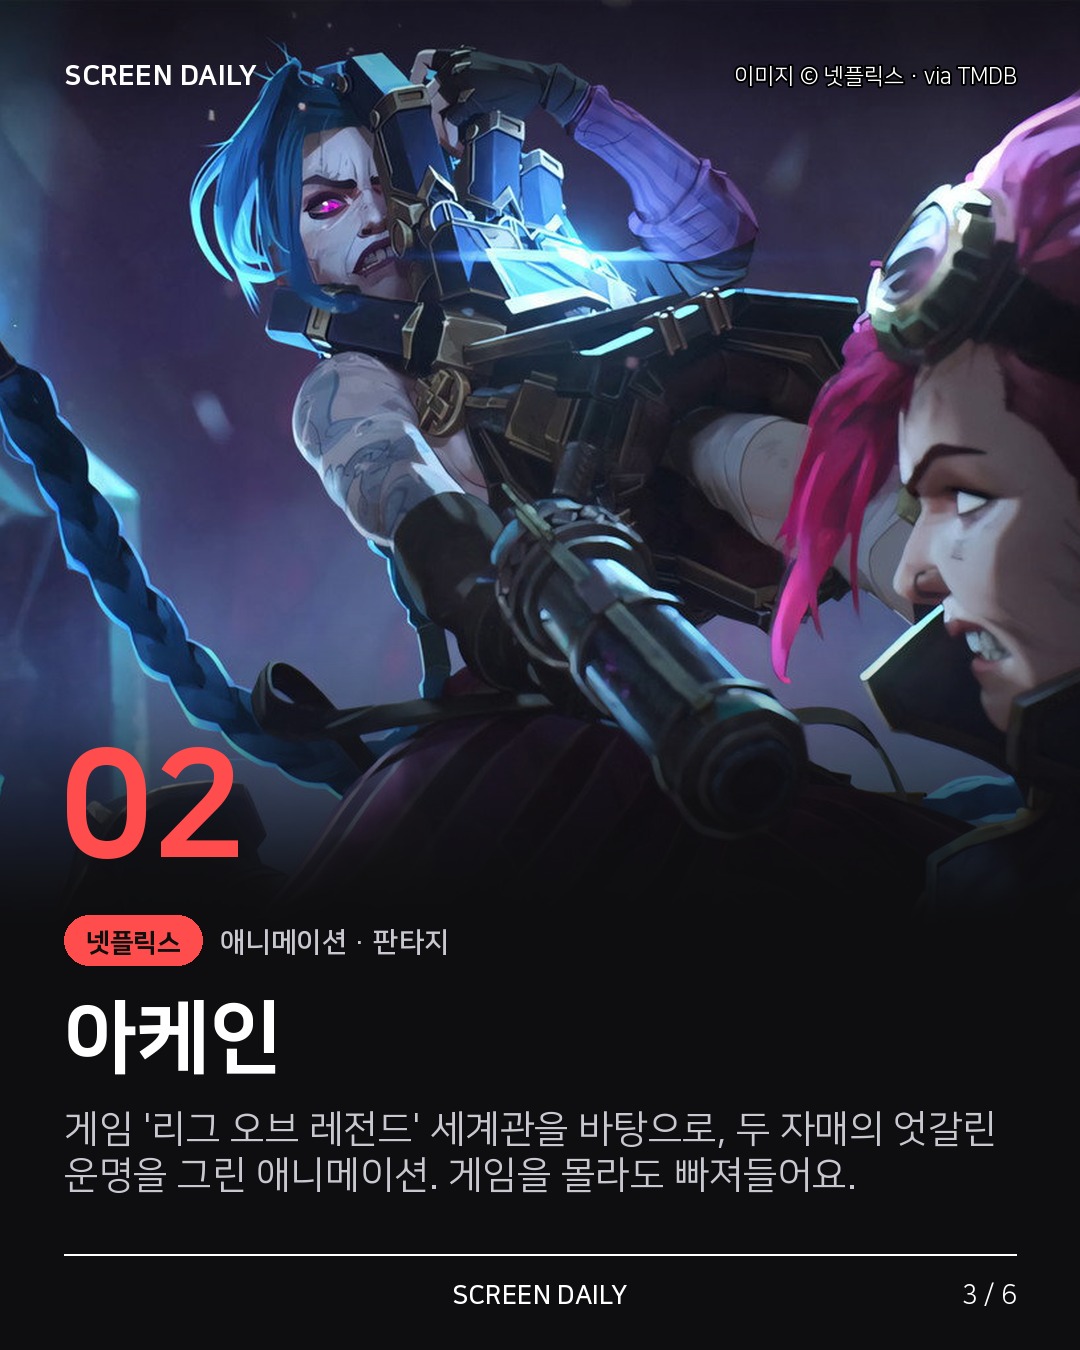 SCREEN DAILY
이미지 © 넷플릭스 · via TMDB
02
넷플릭스
애니메이션 · 판타지
아케인
게임 '리그 오브 레전드' 세계관을 바탕으로, 두 자매의 엇갈린
운명을 그린 애니메이션. 게임을 몰라도 빠져들어요.
SCREEN DAILY
3 / 6